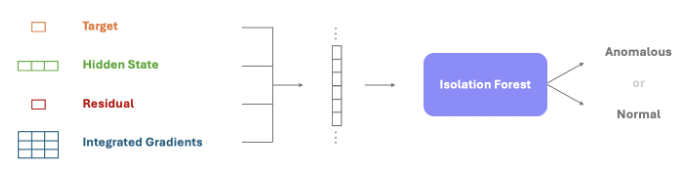 Target
Hidden State
Residual
Integrated Gradients
Isolation Forest
Anomalous
or
Normal